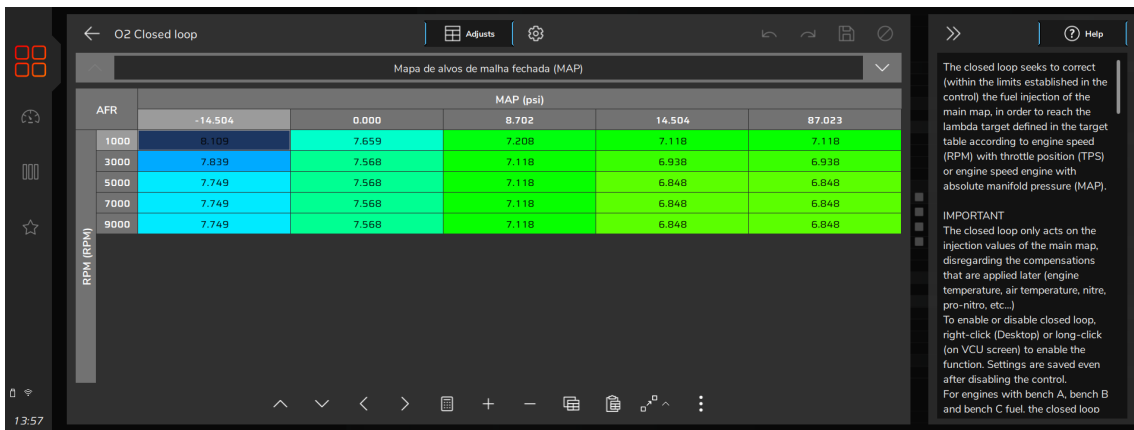 O2 Closed loop
Adjusts
Help
Mapa de alvos de malha fechada (MAP)
AFR
MAP (psi)
-14.504 0.000 8.702 14.504 87.023
RPM (RPM)
1000 8.109 7.659 7.208 7.118 7.118
3000 7.839 7.568 7.118 6.938 6.938
5000 7.749 7.568 7.118 6.848 6.848
7000 7.749 7.568 7.118 6.848 6.848
9000 7.749 7.568 7.118 6.848 6.848
13:57
The closed loop seeks to correct
(within the limits established in the
control) the fuel injection of the
main map, in order to reach the
lambda target defined in the target
table according to engine speed
(RPM) with throttle position (TPS)
or engine speed engine with
absolute manifold pressure (MAP).
IMPORTANT
The closed loop only acts on the
injection values of the main map,
disregarding the compensations
that are applied later (engine
temperature, air temperature, nitre,
pro-nitro, etc...)
To enable or disable closed loop,
right-click (Desktop) or long-click
(on VCU screen) to enable the
function. Settings are saved even
after disabling the control.
For engines with bench A, bench B
and bench C fuel, the closed loop